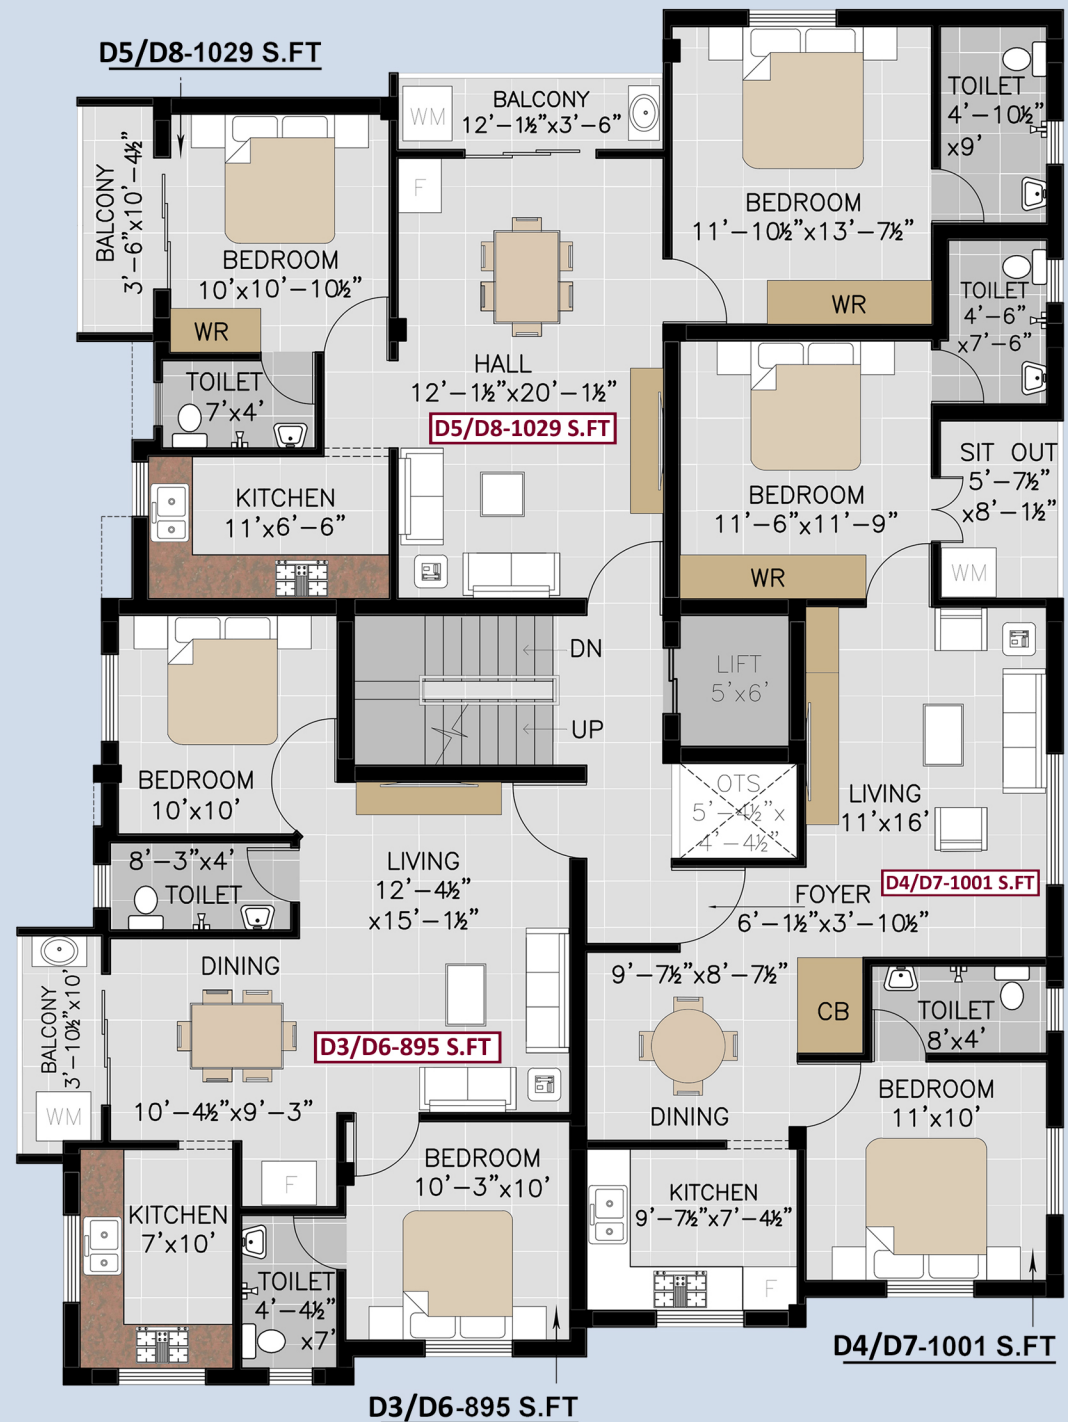 D5/D8-1029 S.FT
BALCONY
3'-6"x10'-4½"
BEDROOM
10'x10'-10½"
WR
WM
BALCONY
12'-1½"x3'-6"
F
BEDROOM
11'-10½"x13'-7½"
WR
TOILET
4'-10½"
x9'
TOILET
4'-6"
x7'-6"
TOILET
7'x4'
HALL
12'-1½"x20'-1½"
D5/D8-1029 S.FT
KITCHEN
11'x6'-6"
BEDROOM
11'-6"x11'-9"
WR
SIT OUT
5'-7½"
x8'-1½"
WM
DN
UP
LIFT
5'x6'
OTS
5'-4½"x
4'-4½"
BEDROOM
10'x10'
LIVING
11'x16'
8'-3"x4'
TOILET
LIVING
12'-4½"
x15'-1½"
D4/D7-1001 S.FT
FOYER
6'-1½"x3'-10½"
DINING
BALCONY
3'-10½"x10'
WM
D3/D6-895 S.FT
10'-4½"x9'-3"
9'-7½"x8'-7½"
DINING
CB
TOILET
8'x4'
BEDROOM
11'x10'
BEDROOM
10'-3"x10'
F
KITCHEN
7'x10'
KITCHEN
9'-7½"x7'-4½"
F
TOILET
4'-4½"
x7'
D4/D7-1001 S.FT
D3/D6-895 S.FT